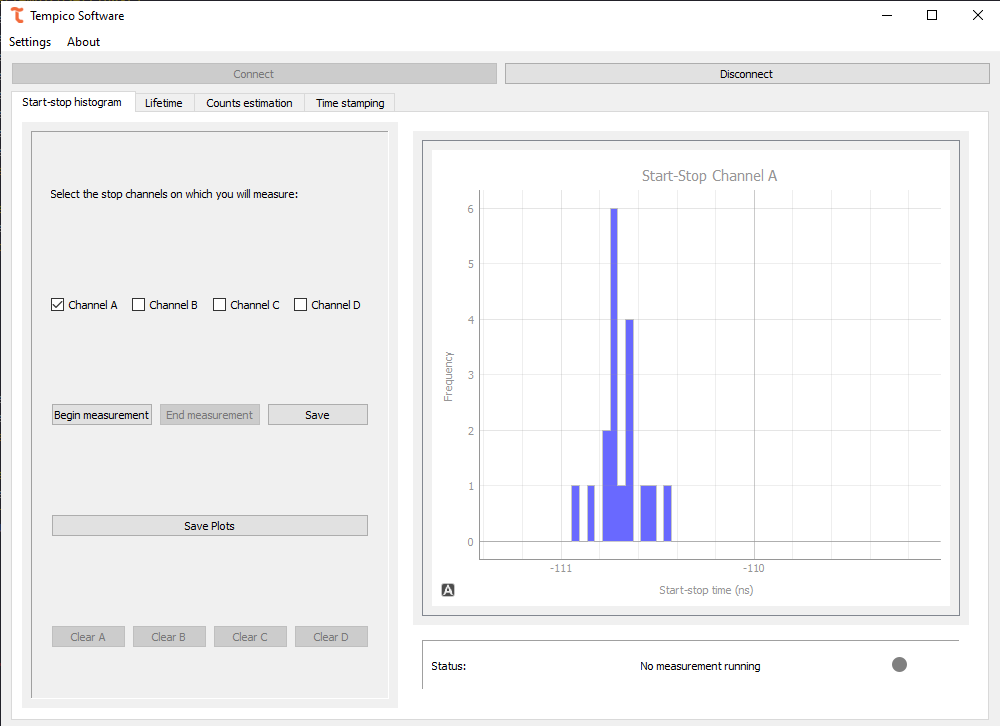 Tempico Software
Settings About
Connect Disconnect
Start-stop histogram Lifetime Counts estimation Time stamping
Select the stop channels on which you will measure:
Channel A Channel B Channel C Channel D
Begin measurement End measurement Save
Save Plots
Clear A Clear B Clear C Clear D
Start-Stop Channel A
6
5
4
3
2
1
0
Frequency
-111 -110
Start-stop time (ns)
A
Status: No measurement running